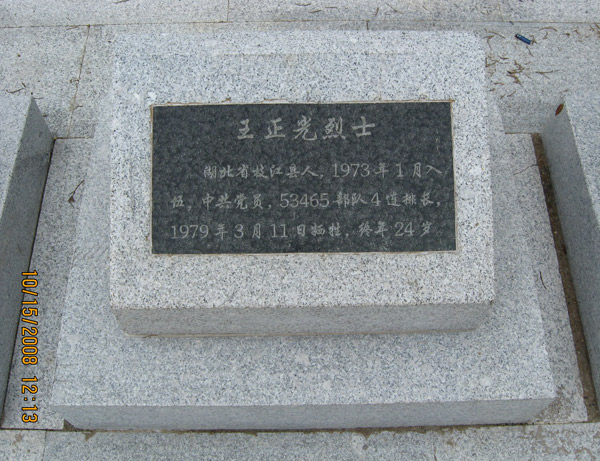 王正光烈士
湖北省枝江县人，1973年1月入
伍，中共党员，53465部队4连排长，
1979年3月11日牺牲，终年24岁
10/15/2008 12:13